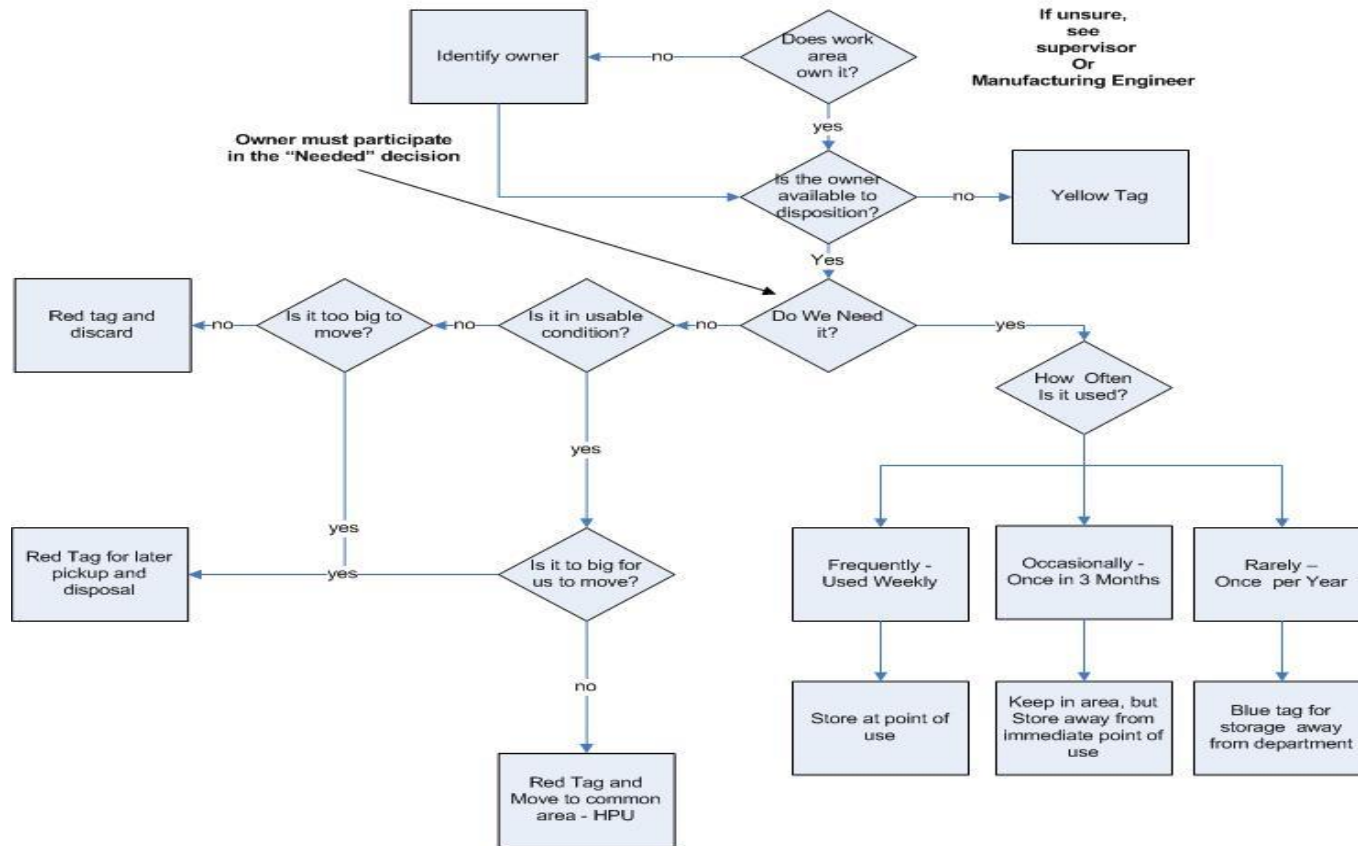 Does work
area
own it?
If unsure,
see
supervisor
Or
Manufacturing Engineer
Identify owner
no
yes
Owner must participate
in the “Needed” decision
Is the owner
available to
disposition?
no
Yellow Tag
Yes
Red tag and
discard
no
Is it too big to
move?
no
Is it in usable
condition?
no
Do We Need
it?
yes
How Often
Is it used?
yes
yes
Red Tag for later
pickup and
disposal
yes
Is it to big for
us to move?
Frequently -
Used Weekly
Occasionally -
Once in 3 Months
Rarely –
Once per Year
no
Store at point of
use
Keep in area, but
Store away from
immediate point of
use
Blue tag for
storage away
from department
Red Tag and
Move to common
area - HPU